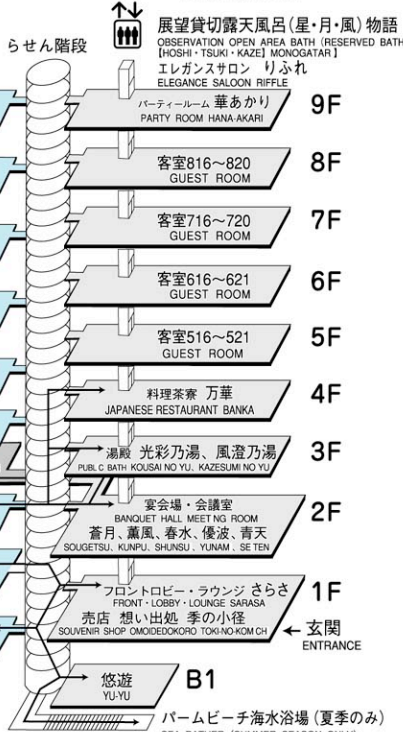 らせん階段
展望貸切露天風呂(星・月・風)物語
OBSERVATION OPEN AREA BATH (RESERVED BATH
[HOSHI・TSUKI・KAZE] MONOGATARI]
エレガンスサロン りふれ
ELEGANCE SALOON RIFFLE
パーティールーム 華あかり
PARTY ROOM HANA-AKARI
9F
客室816～820
GUEST ROOM
8F
客室716～720
GUEST ROOM
7F
客室616～621
GUEST ROOM
6F
客室516～521
GUEST ROOM
5F
料理茶寮 万華
JAPANESE RESTAURANT BANKA
4F
湯殿 光彩乃湯、風澄乃湯
PUBL C BATH KOUSAI NO YU、KAZESUMI NO YU
3F
宴会場・会議室
BANQUET HALL MEET NG ROOM
蒼月、薫風、春水、優波、青天
SOUGETSU、KUNPU、SHUNSU 、YUNAM 、SE TEN
2F
フロントロビー・ラウンジ さらさ
FRONT・LOBBY・LOUNGE SARASA
売店 想い出処 季の小径
SOUVENIR SHOP OMOIDEDOKORO TOKI-NO-KOM CH
1F
玄関
ENTRANCE
悠遊
YU-YU
B1
パームビーチ海水浴場(夏季のみ)